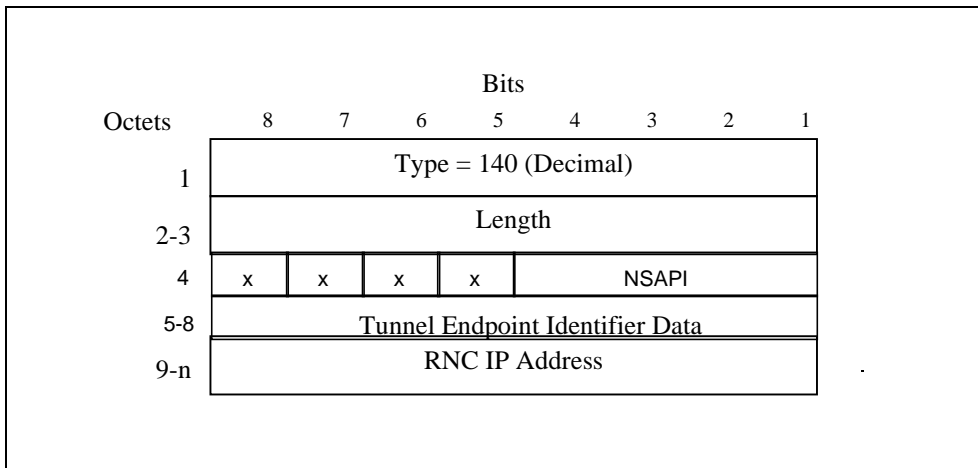 Bits
Octets 8 7 6 5 4 3 2 1
1 Type = 140 (Decimal)
2-3 Length
4 x x x x NSAPI
5-8 Tunnel Endpoint Identifier Data
9-n RNC IP Address .